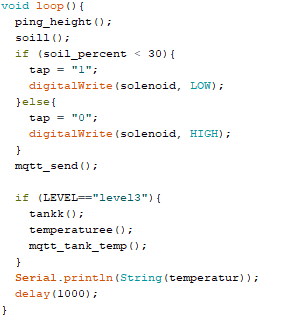 void loop(){
  ping_height();
  soill();
  if (soil_percent < 30){
    tap = "1";
    digitalWrite(solenoid, LOW);
  }else{
    tap = "0";
    digitalWrite(solenoid, HIGH);
  }
  mqtt_send();

  if (LEVEL=="level3"){
    tankk();
    temperaturee();
    mqtt_tank_temp();
  }
  Serial.println(String(temperatur));
  delay(1000);
}